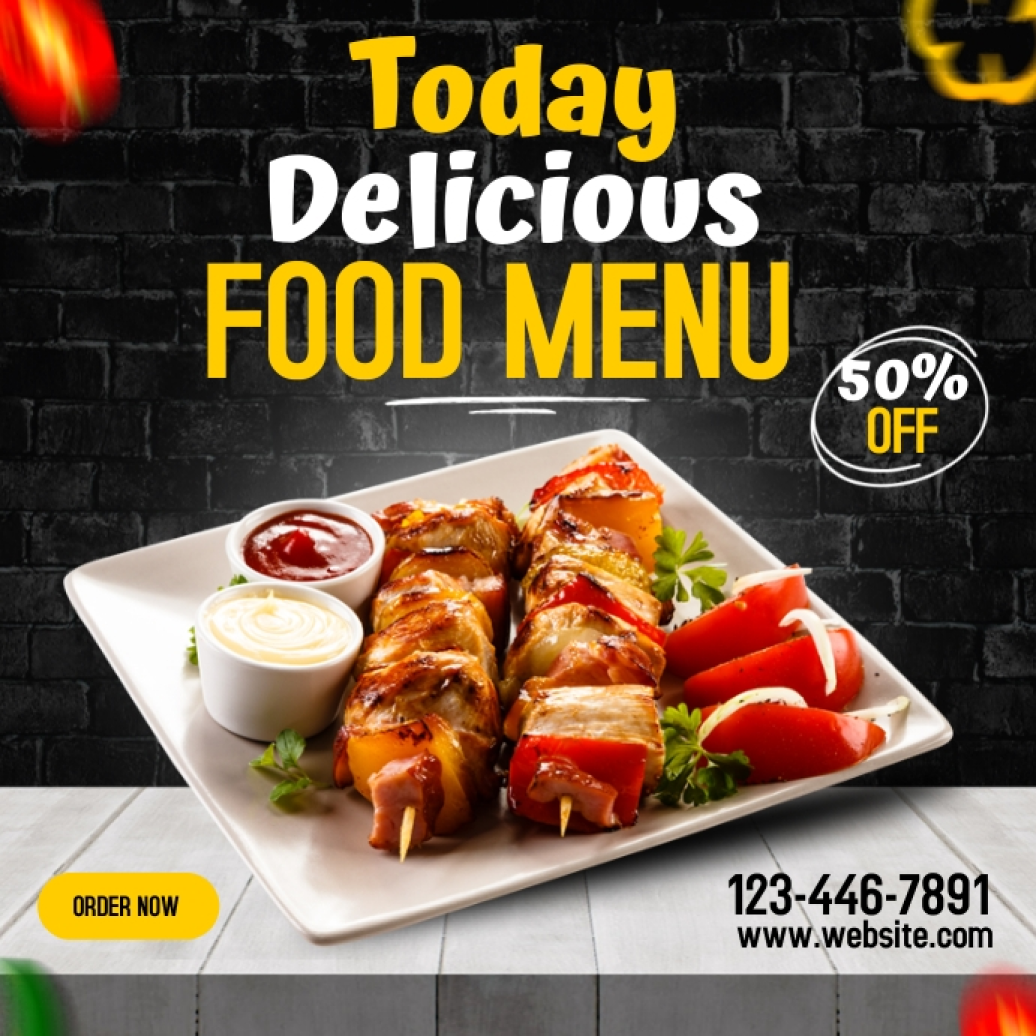 Today
Delicious
FOOD MENU
50%
OFF
ORDER NOW
123-446-7891
www.website.com